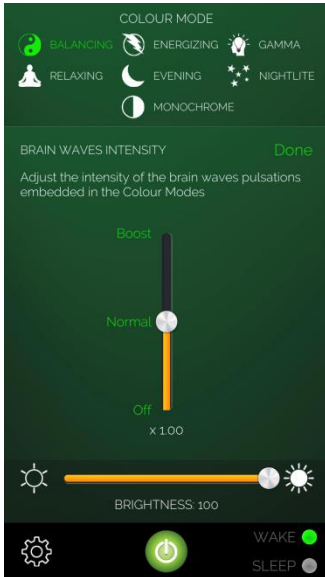 COLOUR MODE
BALANCING ENERGIZING GAMMA
RELAXING EVENING NIGHTLITE
MONOCHROME
BRAIN WAVES INTENSITY Done
Adjust the intensity of the brain waves pulsations
embedded in the Colour Modes
Boost
Normal
Off
x 1.00
BRIGHTNESS: 100
WAKE
SLEEP